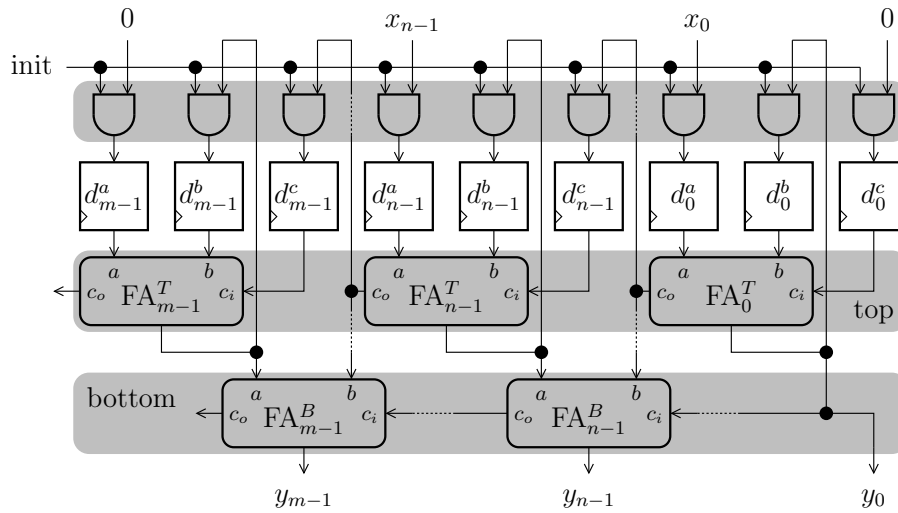 0 x_{n-1} x_0 0
init
d^a_{m-1} d^b_{m-1} d^c_{m-1} d^a_{n-1} d^b_{n-1} d^c_{n-1} d^a_0 d^b_0 d^c_0
a b a b a b
c_o FA^T_{m-1} c_i c_o FA^T_{n-1} c_i c_o FA^T_0 c_i
top
bottom
a b a b
c_o FA^B_{m-1} c_i c_o FA^B_{n-1} c_i
y_{m-1} y_{n-1} y_0